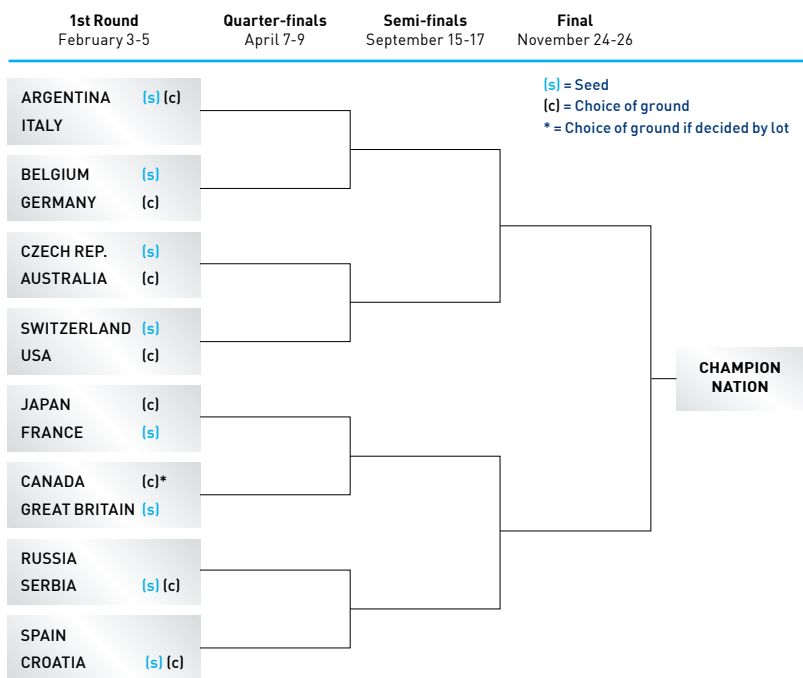 1st Round Quarter-finals Semi-finals Final
February 3-5 April 7-9 September 15-17 November 24-26
(s) = Seed
(c) = Choice of ground
* = Choice of ground if decided by lot
ARGENTINA (s) (c)
ITALY
BELGIUM (s)
GERMANY (c)
CZECH REP. (s)
AUSTRALIA (c)
SWITZERLAND (s)
USA (c)
JAPAN (c)
FRANCE (s)
CANADA (c)*
GREAT BRITAIN (s)
RUSSIA
SERBIA (s) (c)
SPAIN
CROATIA (s) (c)
CHAMPION
NATION